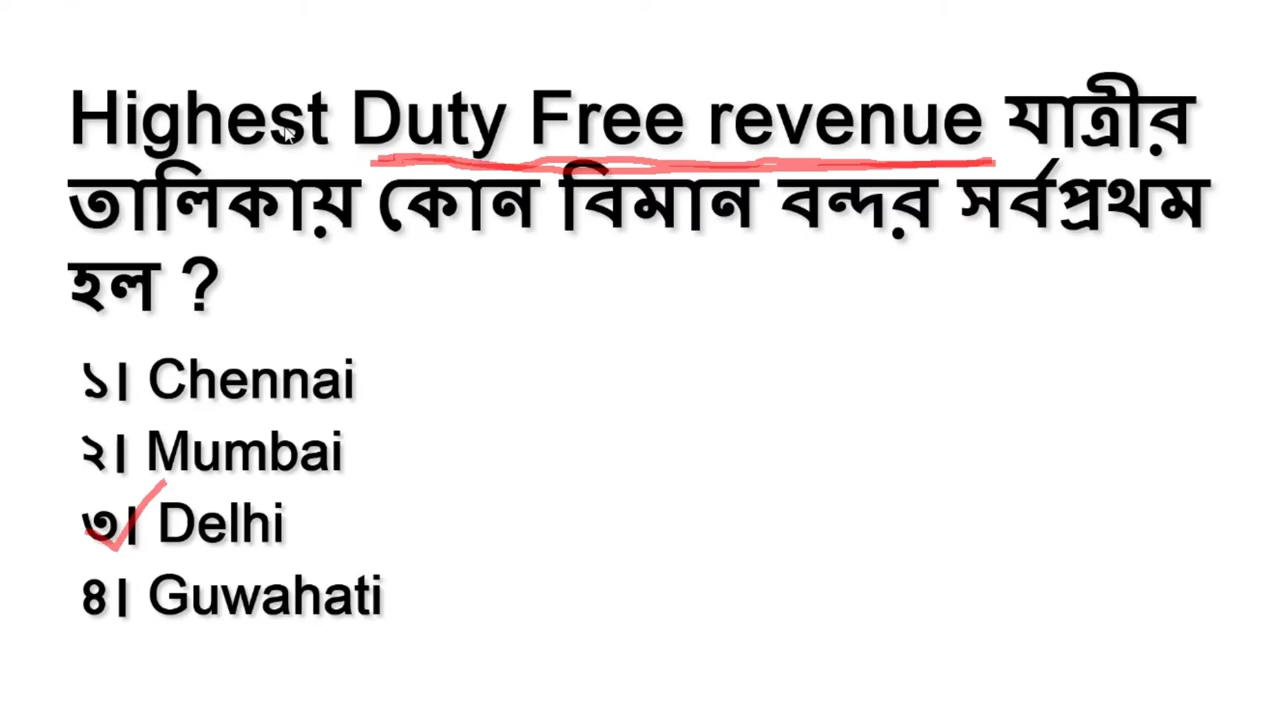 Highest Duty Free revenue যাত্রীর
তালিকায় কোন বিমান বন্দর সর্বপ্রথম
হল ?
১। Chennai
২। Mumbai
৩। Delhi
৪। Guwahati